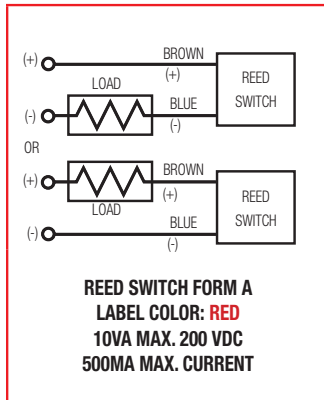 (+) BROWN
(+)
LOAD
REED
SWITCH
(-) BLUE
(-)
OR
(+) BROWN
(+)
LOAD
REED
SWITCH
(-) BLUE
(-)
REED SWITCH FORM A
LABEL COLOR: RED
10VA MAX. 200 VDC
500MA MAX. CURRENT